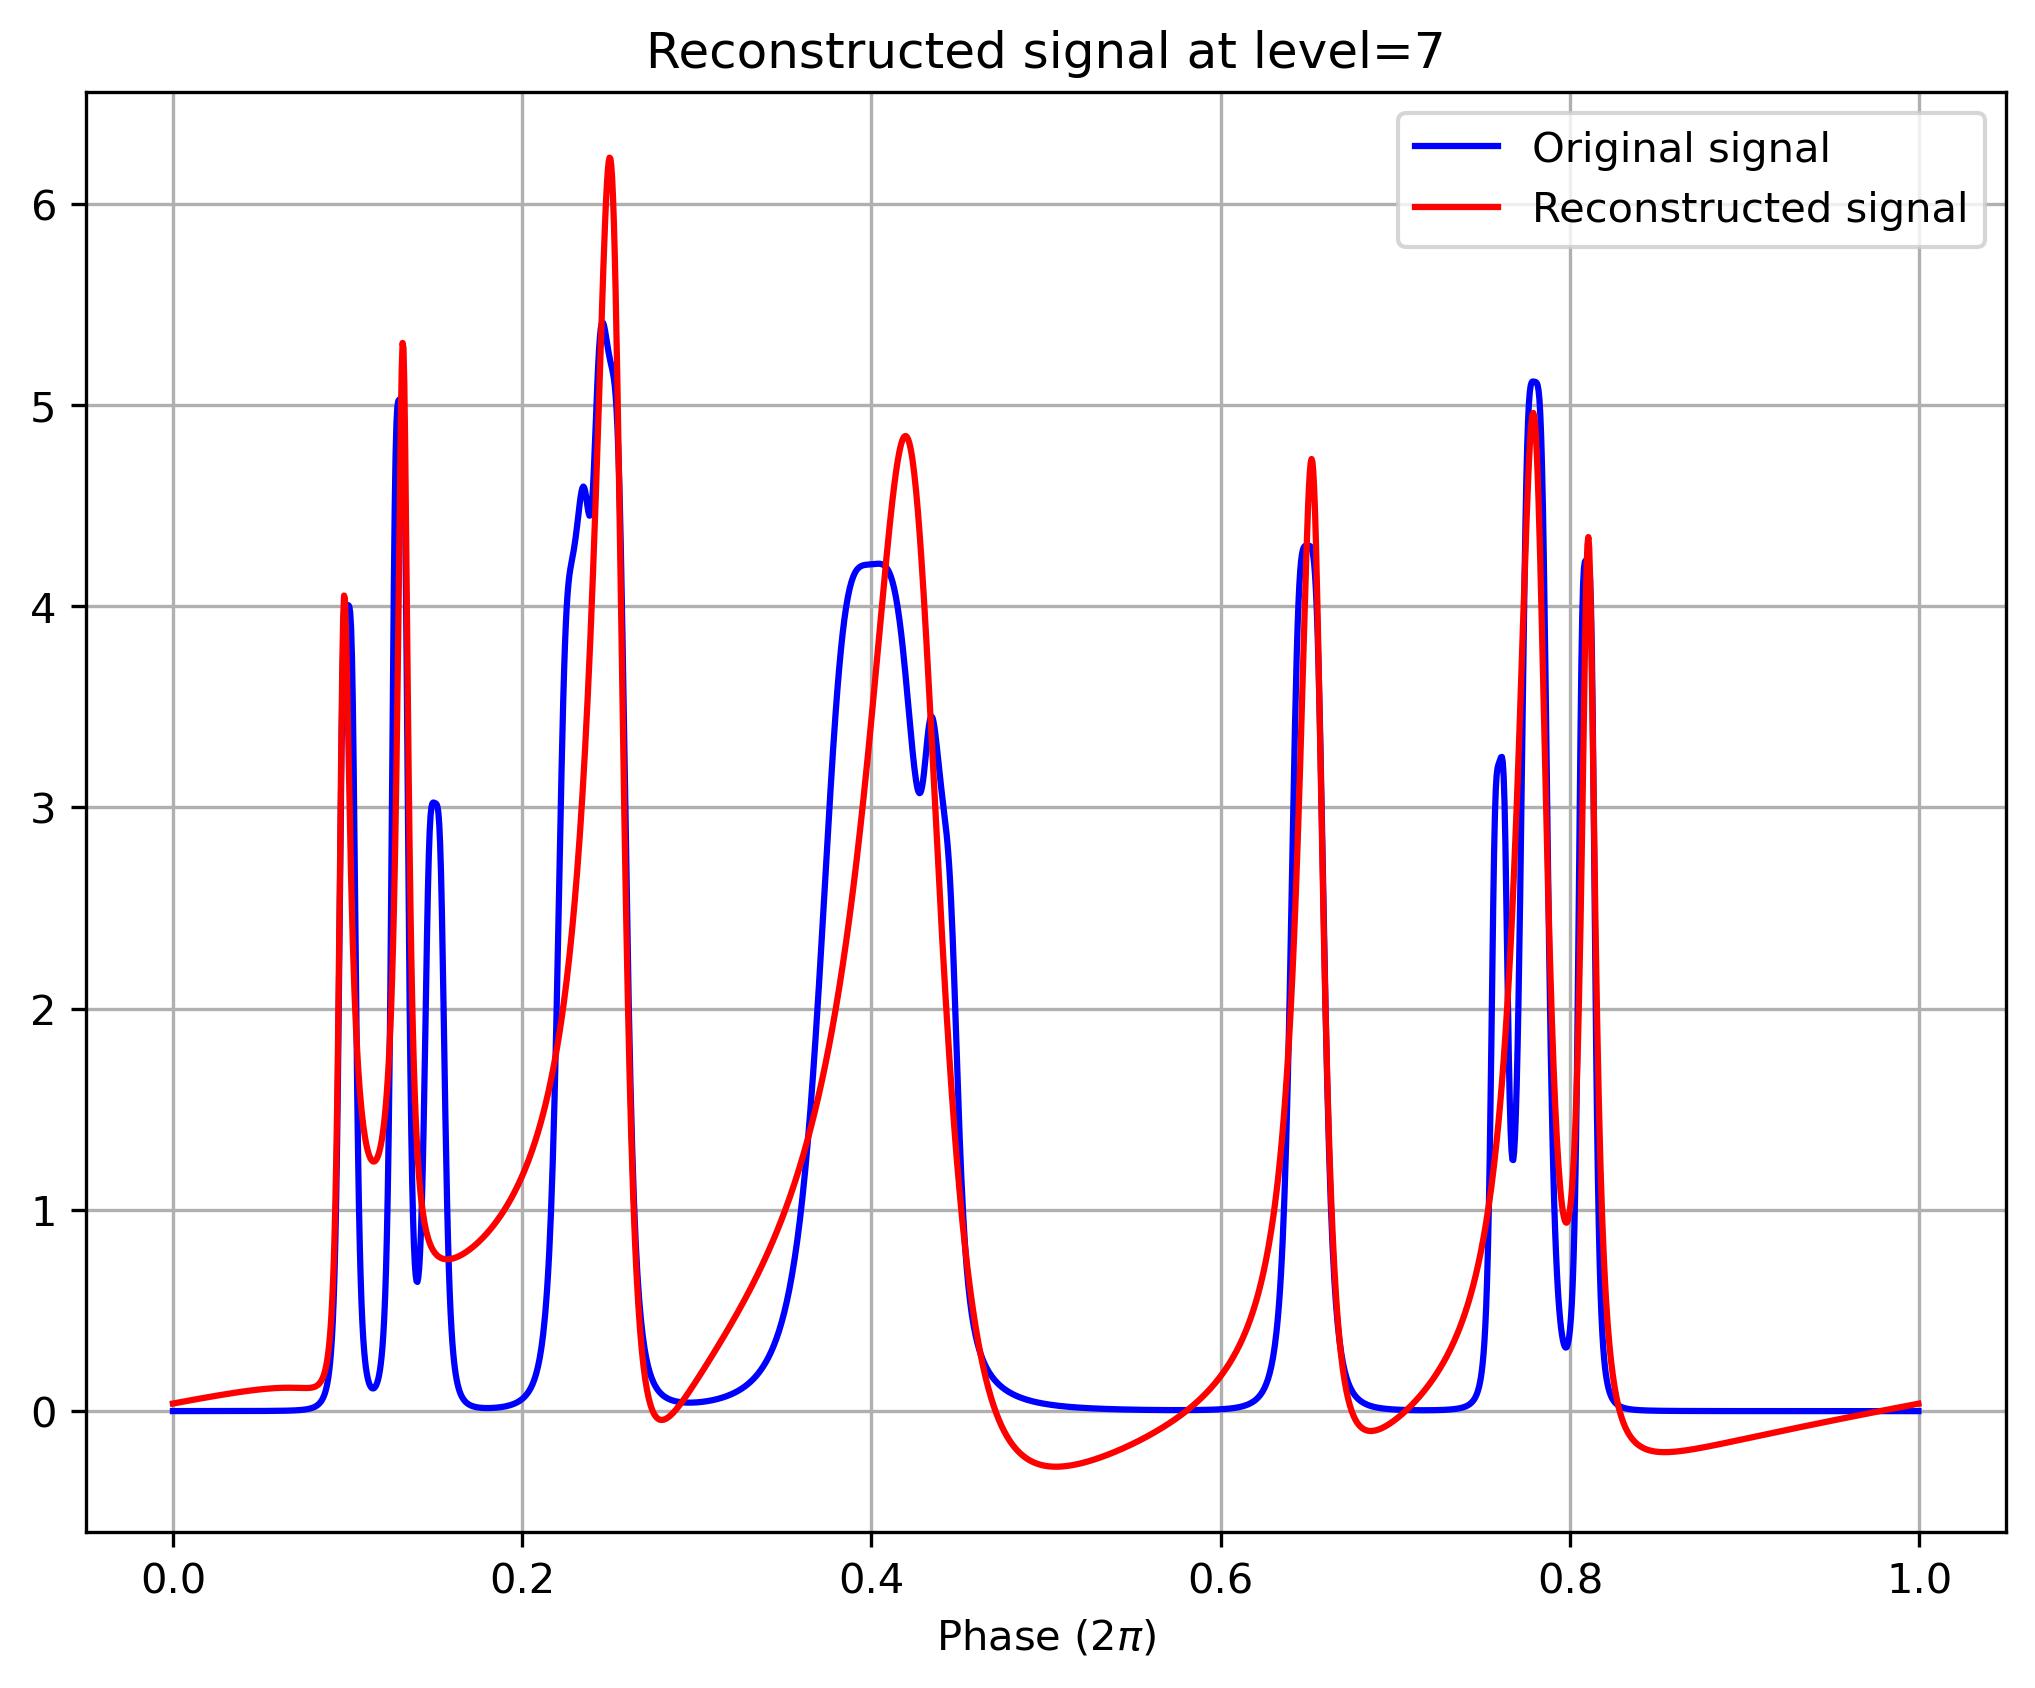 Reconstructed signal at level=7
Original signal
Reconstructed signal
6
5
4
3
2
1
0
0.0 0.2 0.4 0.6 0.8 1.0
Phase (2π)